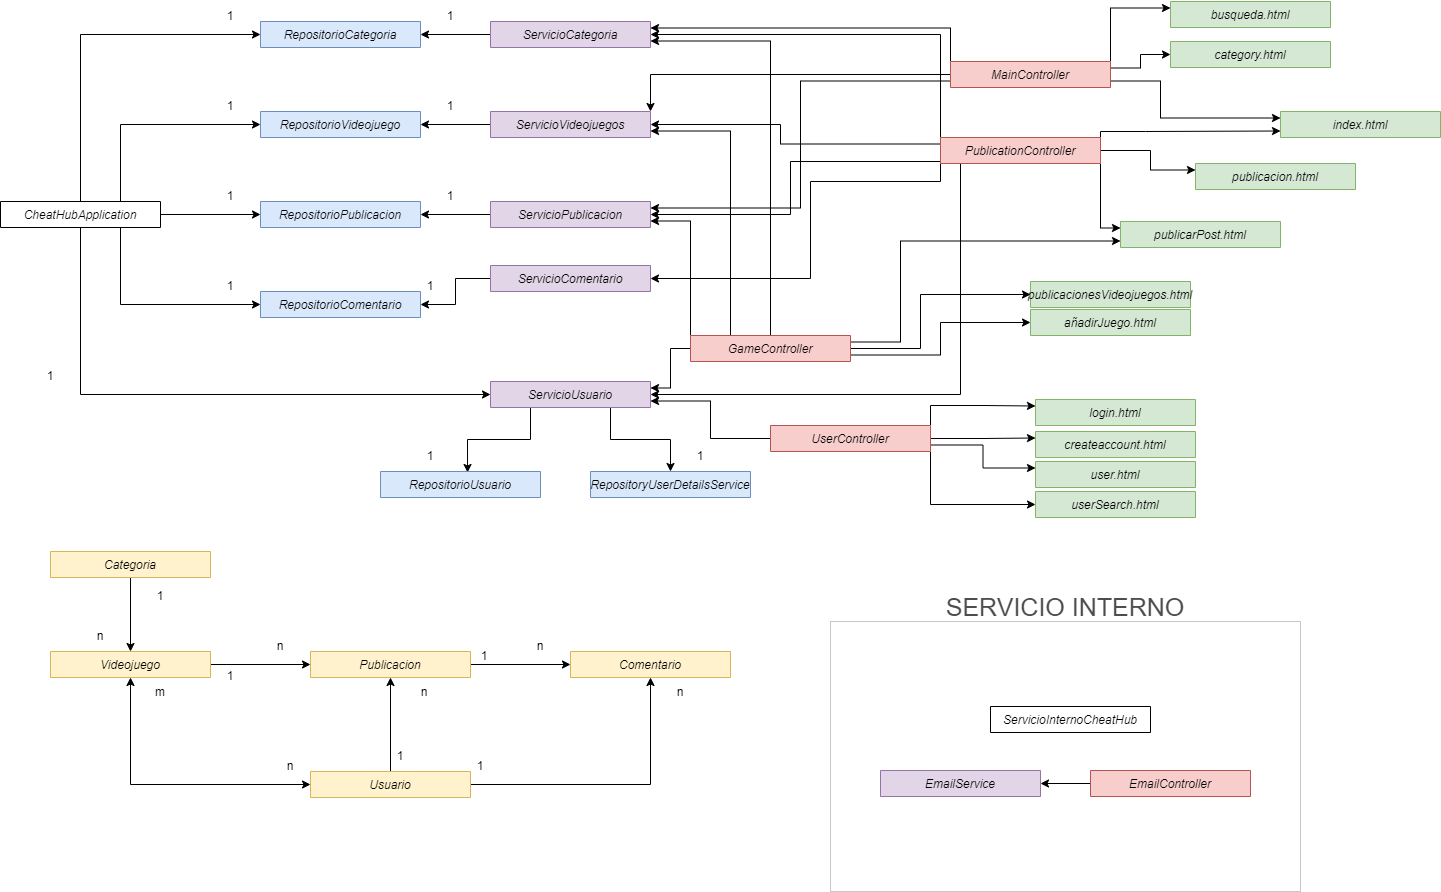 1
1
busqueda.html
RepositorioCategoria
ServicioCategoria
category.html
MainController
1
1
RepositorioVideojuego
ServicioVideojuegos
index.html
PublicationController
publicacion.html
1
1
CheatHubApplication
RepositorioPublicacion
ServicioPublicacion
publicarPost.html
ServicioComentario
1
1
RepositorioComentario
publicacionesVideojuegos.html
añadirJuego.html
GameController
1
ServicioUsuario
login.html
UserController
createaccount.html
1
1
user.html
RepositorioUsuario
RepositoryUserDetailsService
userSearch.html
Categoria
1
SERVICIO INTERNO
n
n
1
n
Videojuego
Publicacion
Comentario
1
m
n
n
ServicioInternoCheatHub
1
n
1
Usuario
EmailService
EmailController